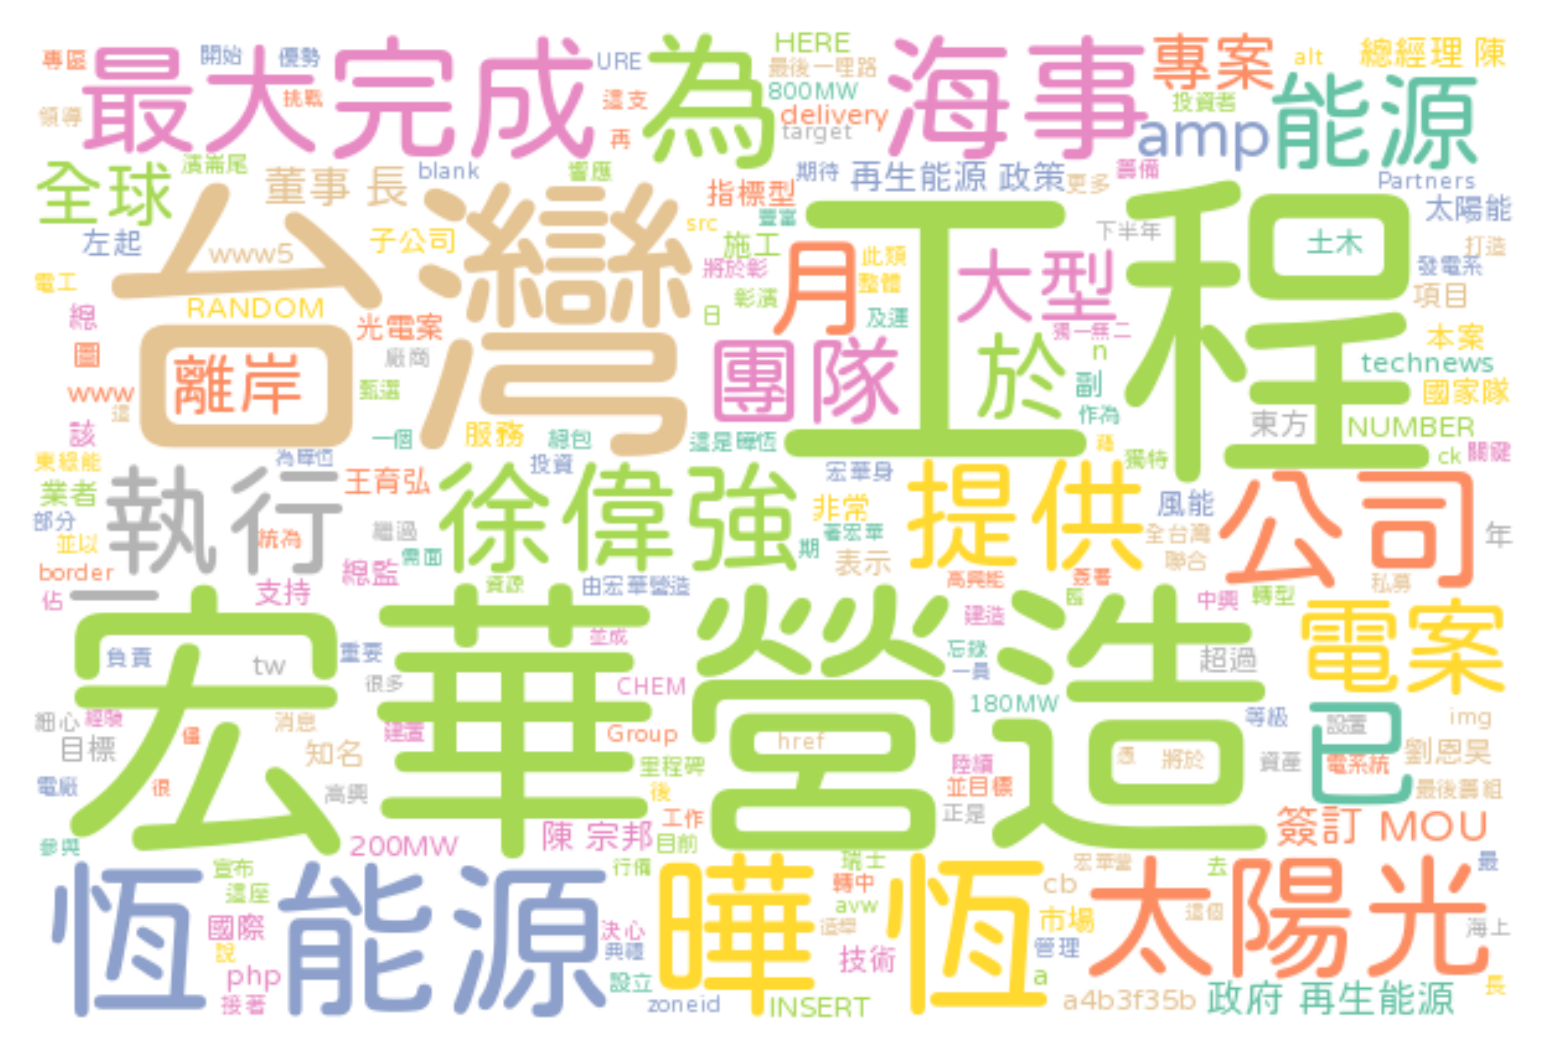 專區 開始 優勢 URE HERE 專案 alt 總經理 陳
最大完成 為 海事
挑戰 這支 最後一哩路 800MW 投資者
領導 再 delivery target amp 能源
全球 濱崙尾 董事 長 blank 響應 期待 再生能源 政策 更多 籌備 Partners
指標型 太陽能
左起 www5 子公司 src 豐富 施工 下半年 土木 打造
台灣 工程
電工 將於彰 月 此類 整體 大型 發電系
總 RANDOM 光電案 彰濱 日 及運 獨一無二 項目
圖 離岸 廠商 團隊 於 n 本案
www 這 甄選 副 technews 國家隊
該 一個 服務 總包 這是曄恆 作為 東方 NUMBER
東綠能 為曄恆 投資 宏華身 獨特 ck 關鍵
業者 執行 王育弘 徐偉強 非常 提供 風能 公司
部分 統為 繼過 著宏華 全台灣 年
並以 需面 期 表示 聯合
border 總監 高興能 簽署 私募
佔 一 支持 資源 由宏華營造 建造 中興 轉型
宏華營造
負責 tw 重要 並成 忘錄 一員 超過 電案
很多 CHEM 180MW
細心 經驗 消息 建置 Group 等級 設置 img
目標 僅 知名 href 里程碑 陸續 將於 資產 已 劉恩昊
電廠 很 高興 後 並目標 電系統 最後籌組
工作 正是 簽訂 MOU
參與 200MW 陳 宗邦 目前
宣布 行備 瑞士 宏華營 去 最
恆能源 曄 恆 太陽光
這座 轉中 cb
國際 決心 avw 市場 這個 海上
說 典禮 技術 管理
php 設立 a
接著 zoneid INSERT a4b3f35b 政府 再生能源 長